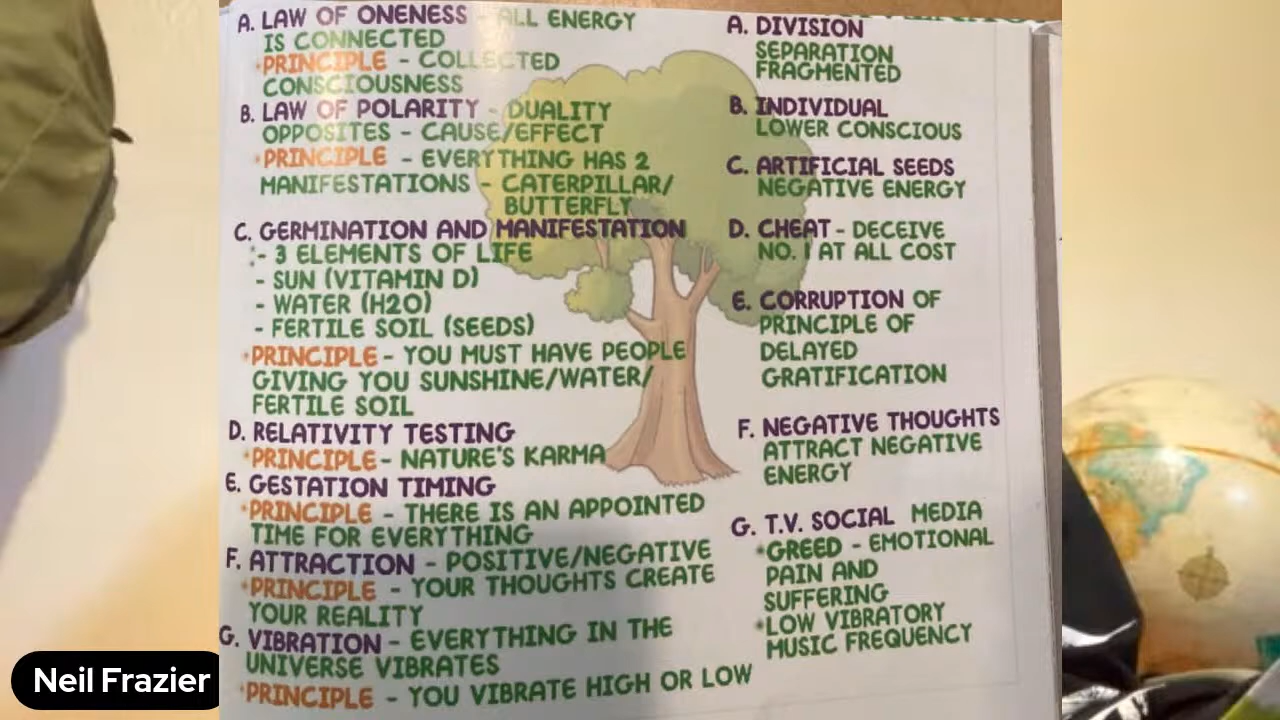 A. LAW OF ONENESS - ALL ENERGY
IS CONNECTED
*PRINCIPLE - COLLECTED
CONSCIOUSNESS
B. LAW OF POLARITY - DUALITY
OPPOSITES - CAUSE/EFFECT
*PRINCIPLE - EVERYTHING HAS 2
MANIFESTATIONS - CATERPILLAR/
BUTTERFLY
C. GERMINATION AND MANIFESTATION
:- 3 ELEMENTS OF LIFE
- SUN (VITAMIN D)
- WATER (H2O)
- FERTILE SOIL (SEEDS)
*PRINCIPLE - YOU MUST HAVE PEOPLE
GIVING YOU SUNSHINE/WATER/
FERTILE SOIL
D. RELATIVITY TESTING
*PRINCIPLE - NATURE'S KARMA
E. GESTATION TIMING
*PRINCIPLE - THERE IS AN APPOINTED
TIME FOR EVERYTHING
F. ATTRACTION - POSITIVE/NEGATIVE
*PRINCIPLE - YOUR THOUGHTS CREATE
YOUR REALITY
G. VIBRATION - EVERYTHING IN THE
UNIVERSE VIBRATES
*PRINCIPLE - YOU VIBRATE HIGH OR LOW
A. DIVISION
SEPARATION
FRAGMENTED
B. INDIVIDUAL
LOWER CONSCIOUS
C. ARTIFICIAL SEEDS
NEGATIVE ENERGY
D. CHEAT - DECEIVE
NO. 1 AT ALL COST
E. CORRUPTION OF
PRINCIPLE OF
DELAYED
GRATIFICATION
F. NEGATIVE THOUGHTS
ATTRACT NEGATIVE
ENERGY
G. T.V. SOCIAL MEDIA
*GREED - EMOTIONAL
PAIN AND
SUFFERING
*LOW VIBRATORY
MUSIC FREQUENCY
Neil Frazier